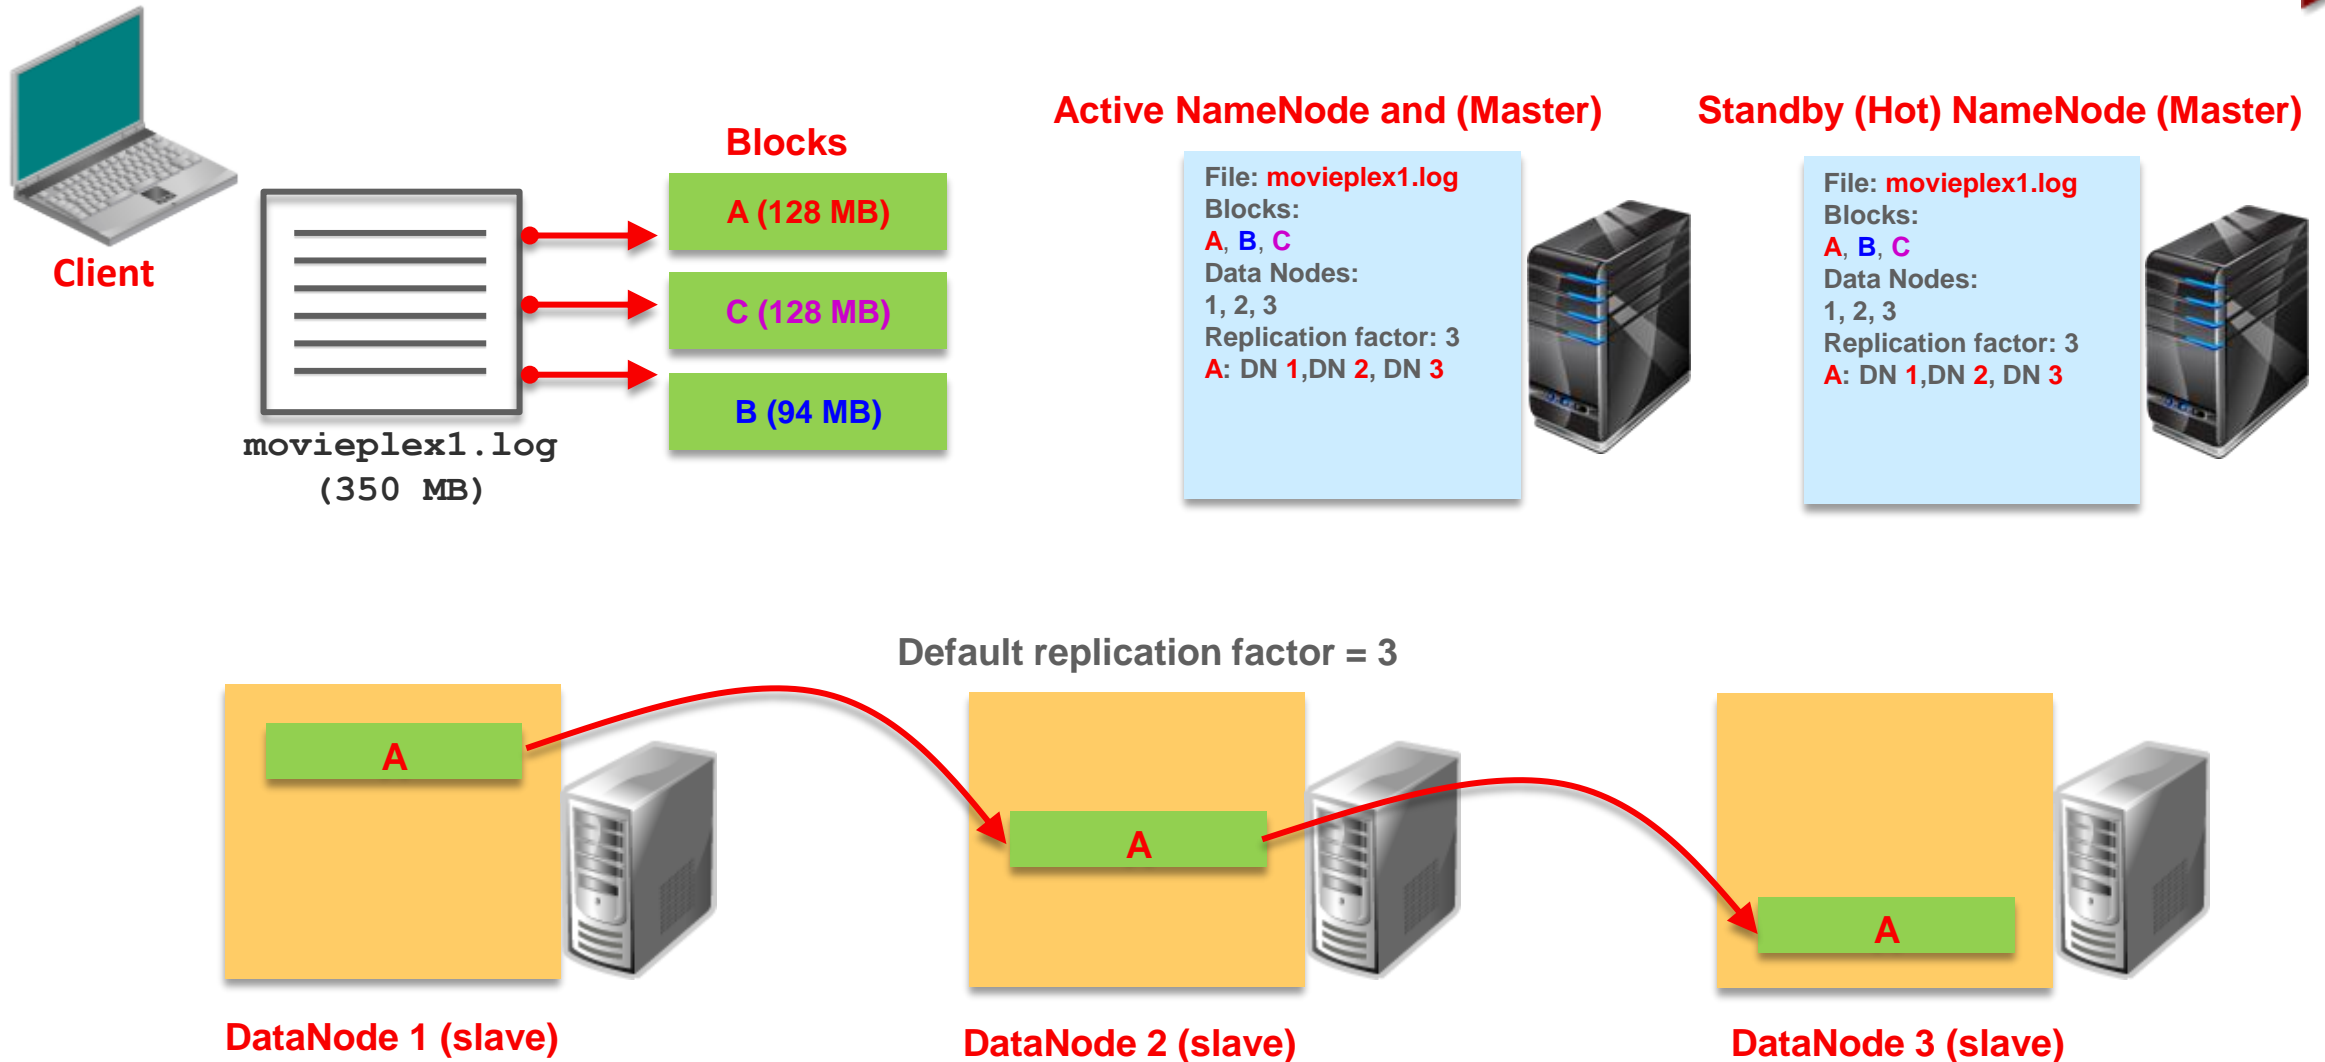 Client
movieplex1.log
(350 MB)
Blocks
A (128 MB)
C (128 MB)
B (94 MB)
Active NameNode and (Master)
File: movieplex1.log
Blocks:
A, B, C
Data Nodes:
1, 2, 3
Replication factor: 3
A: DN 1,DN 2, DN 3
Standby (Hot) NameNode (Master)
File: movieplex1.log
Blocks:
A, B, C
Data Nodes:
1, 2, 3
Replication factor: 3
A: DN 1,DN 2, DN 3
Default replication factor = 3
A
DataNode 1 (slave)
A
DataNode 2 (slave)
A
DataNode 3 (slave)